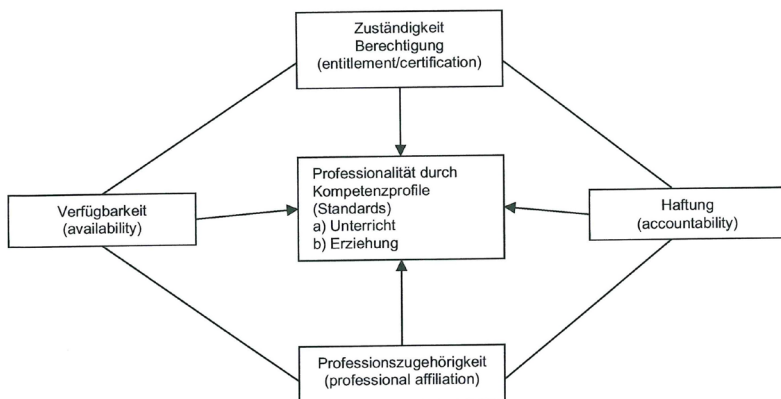 Zuständigkeit
Berechtigung
(entitlement/certification)
Professionalität durch
Kompetenzprofile
(Standards)
a) Unterricht
b) Erziehung
Verfügbarkeit
(availability)
Haftung
(accountability)
Professionszugehörigkeit
(professional affiliation)